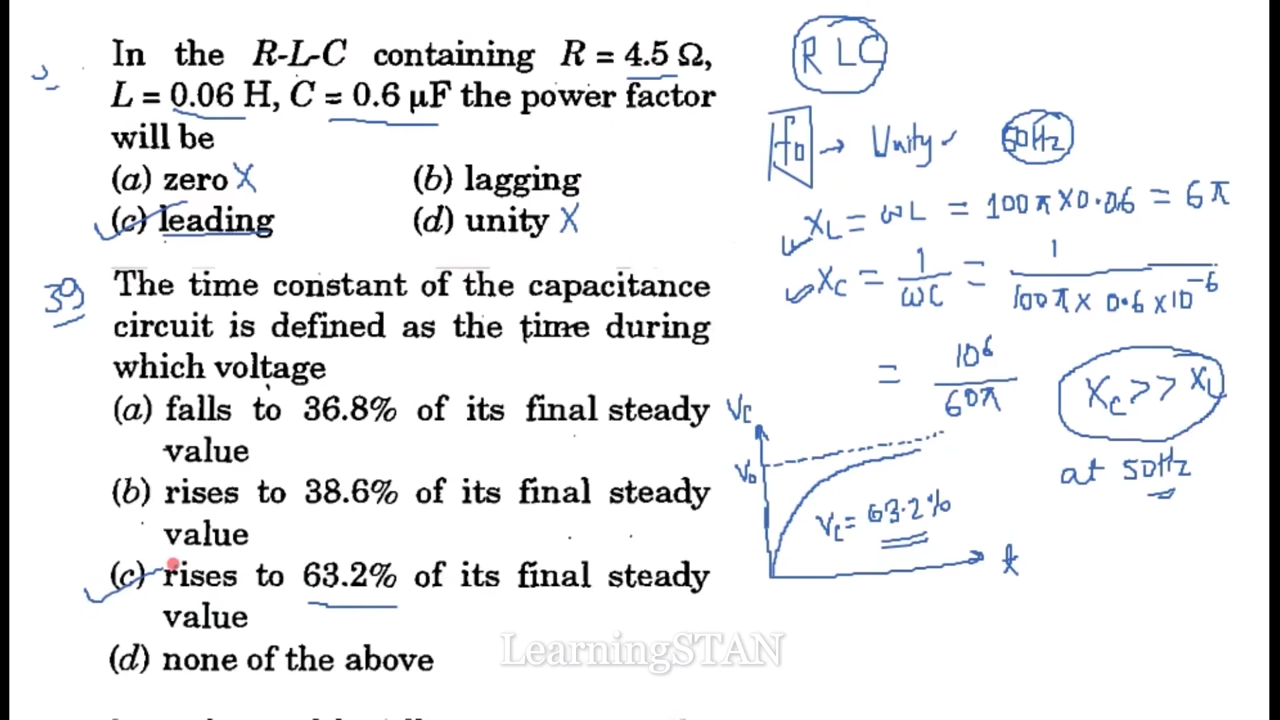 In the R-L-C containing R = 4.5 Ω,
L = 0.06 H, C = 0.6 µF the power factor
will be
(a) zero X
(b) lagging
(c) leading
(d) unity X
39
The time constant of the capacitance
circuit is defined as the time during
which voltage
(a) falls to 36.8% of its final steady
value
(b) rises to 38.6% of its final steady
value
(c) rises to 63.2% of its final steady
value
(d) none of the above
R LC
f0 → Unity ✓ 50Hz
XL = ωL = 100π X 0.06 = 6π
XC = 1/ωC = 1/100π × 0.6 × 10^-6
= 10^6/60π
XC >> XL
at 50Hz
VC
V0
VC = 63.2%
t
LearningSTAN